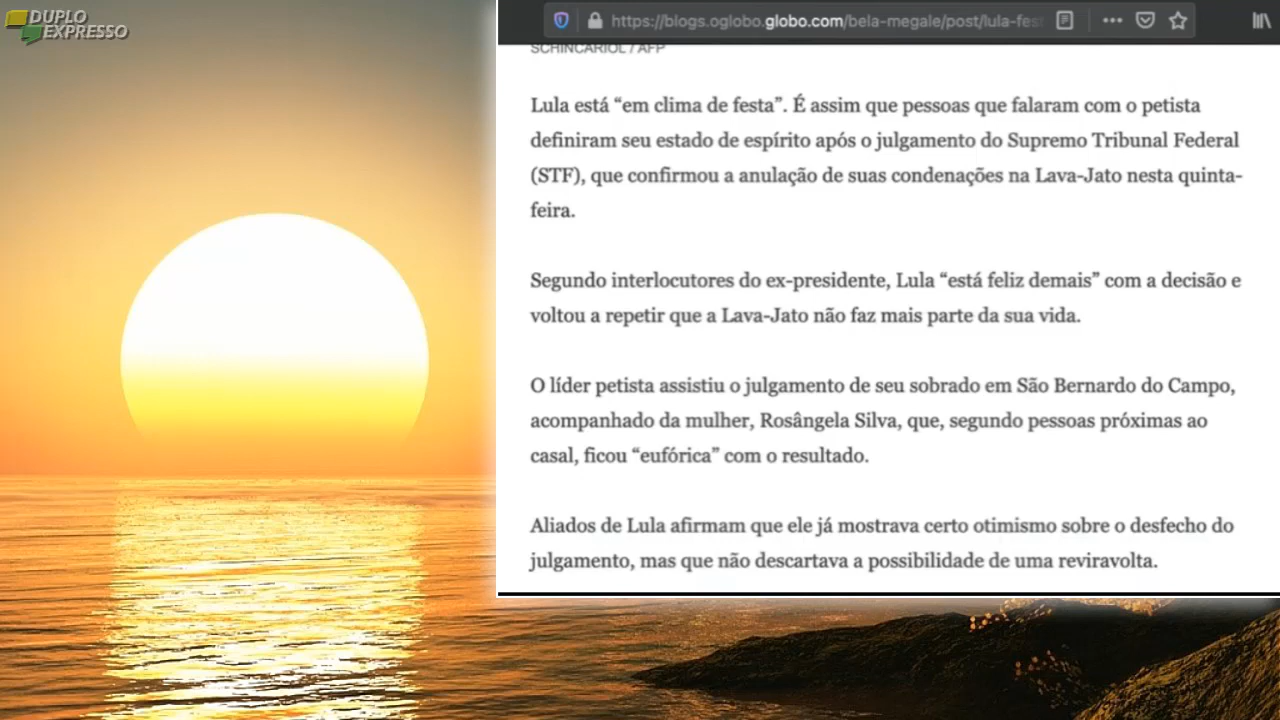 DUPLO
EXPRESSO
https://blogs.oglobo.globo.com/bela-megale/post/lula-fes
SCHINCARIOL / AFP
Lula está “em clima de festa”. É assim que pessoas que falaram com o petista
definiram seu estado de espírito após o julgamento do Supremo Tribunal Federal
(STF), que confirmou a anulação de suas condenações na Lava-Jato nesta quinta-
feira.
Segundo interlocutores do ex-presidente, Lula “está feliz demais” com a decisão e
voltou a repetir que a Lava-Jato não faz mais parte da sua vida.
O líder petista assistiu o julgamento de seu sobrado em São Bernardo do Campo,
acompanhado da mulher, Rosângela Silva, que, segundo pessoas próximas ao
casal, ficou “eufórica” com o resultado.
Aliados de Lula afirmam que ele já mostrava certo otimismo sobre o desfecho do
julgamento, mas que não descartava a possibilidade de uma reviravolta.